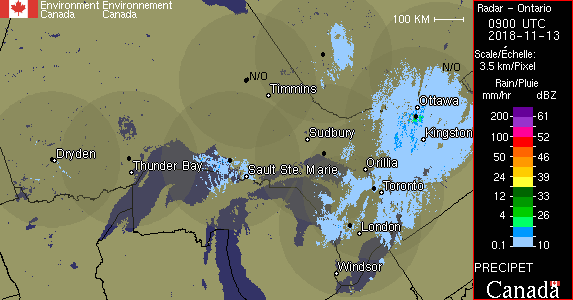 Environment Environnement
Canada Canada
100 KM
N/O
N/O
Timmins
Ottawa
Sudbury
Kingston
Dryden
Thunder Bay
Sault Ste. Marie
Orillia
Toronto
London
Windsor
Radar - Ontario
0900 UTC
2018-11-13
Scale/Échelle:
3.5 km/Pixel
Rain/Pluie
mm/hr dBZ
200 61
100 52
50 46
24 39
12 33
4 26
1 18
0.1 10
PRECIPET
Canada